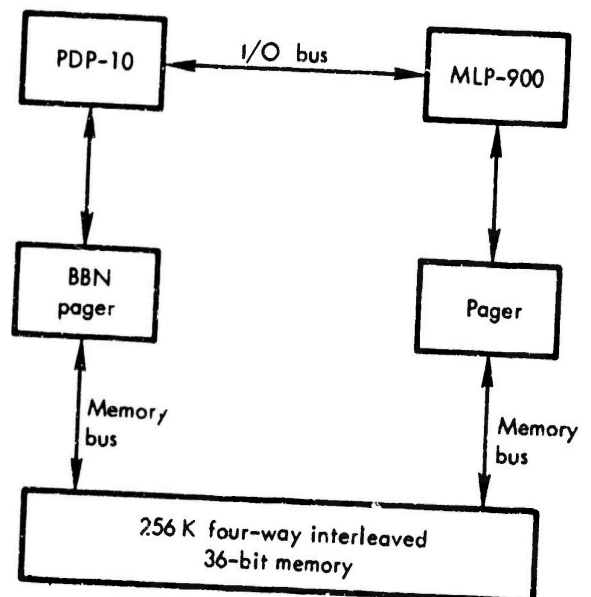 PDP-10
I/O bus
MLP-900
BBN
pager
Pager
Memory
bus
Memory
bus
256 K four-way interleaved
36-bit memory